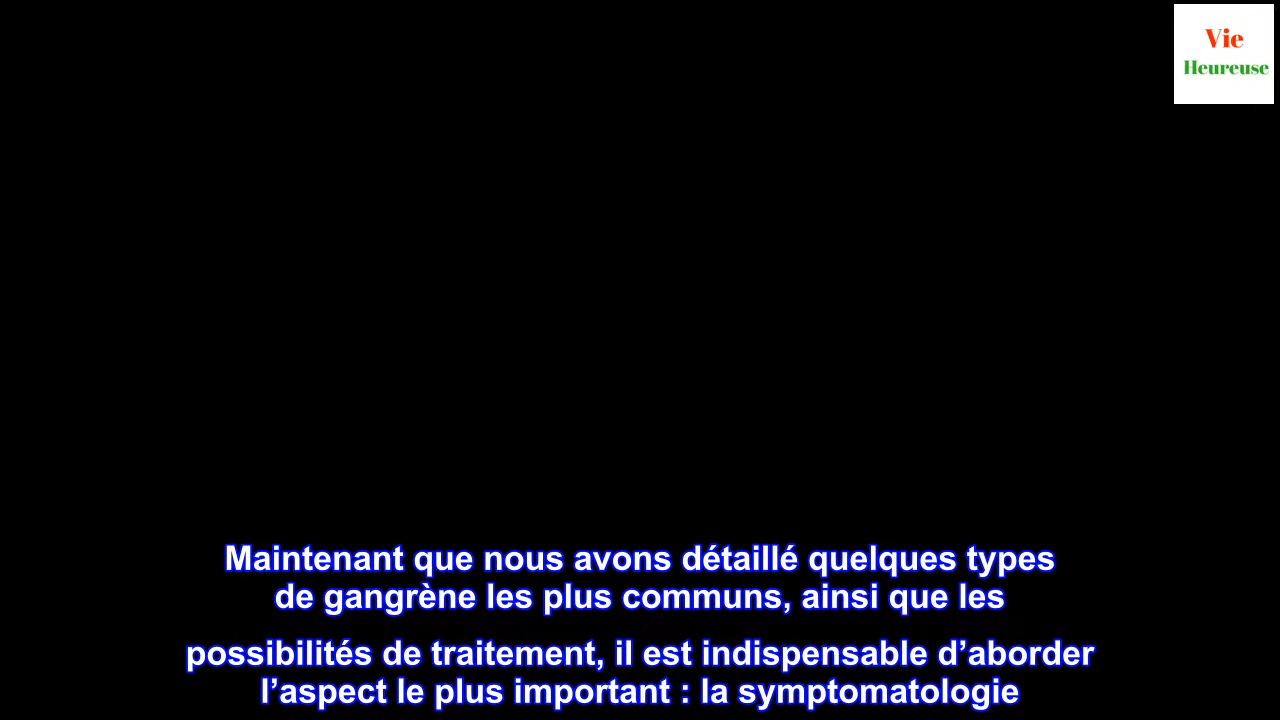 Vie
Heureuse
Maintenant que nous avons détaillé quelques types
de gangrène les plus communs, ainsi que les
possibilités de traitement, il est indispensable d’aborder
l’aspect le plus important : la symptomatologie